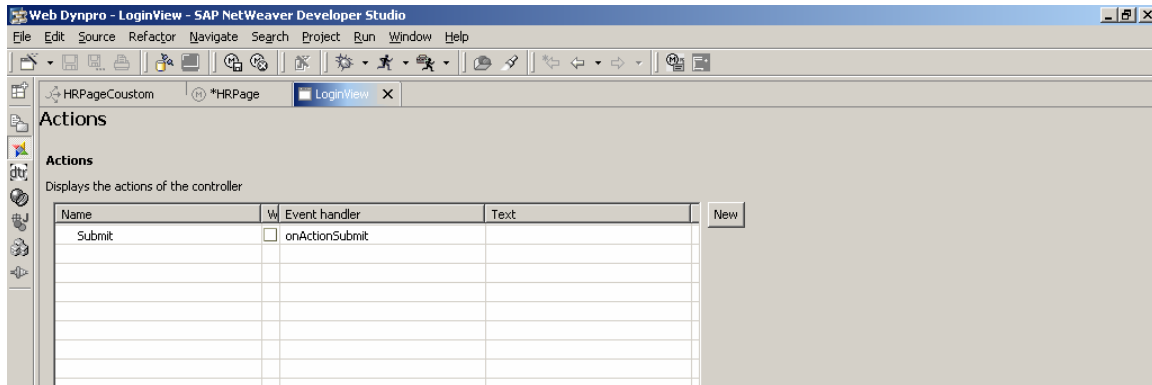 Web Dynpro - LoginView - SAP NetWeaver Developer Studio
File Edit Source Refactor Navigate Search Project Run Window Help
HRPageCoustom *HRPage LoginView
Actions
Actions
Displays the actions of the controller
Name W Event handler Text New
Submit onActionSubmit
dtr